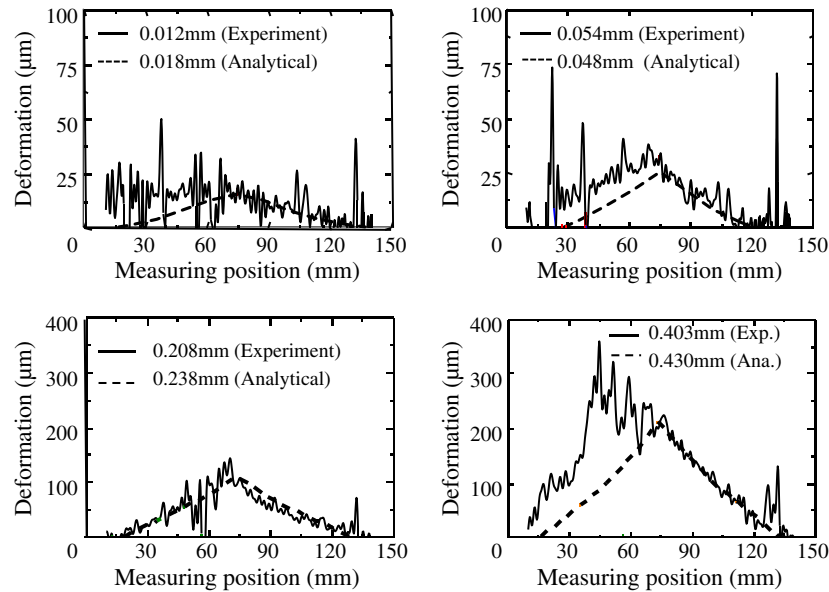 100
75
50
25
0
30
60
90
120
150
Deformation (μm)
Measuring position (mm)
0.012mm (Experiment)
0.018mm (Analytical)
100
75
50
25
0
30
60
90
120
150
Deformation (μm)
Measuring position (mm)
0.054mm (Experiment)
0.048mm (Analytical)
400
300
200
100
0
30
60
90
120
150
Deformation (μm)
Measuring position (mm)
0.208mm (Experiment)
0.238mm (Analytical)
400
300
200
100
0
30
60
90
120
150
Deformation (μm)
Measuring position (mm)
0.403mm (Exp.)
0.430mm (Ana.)